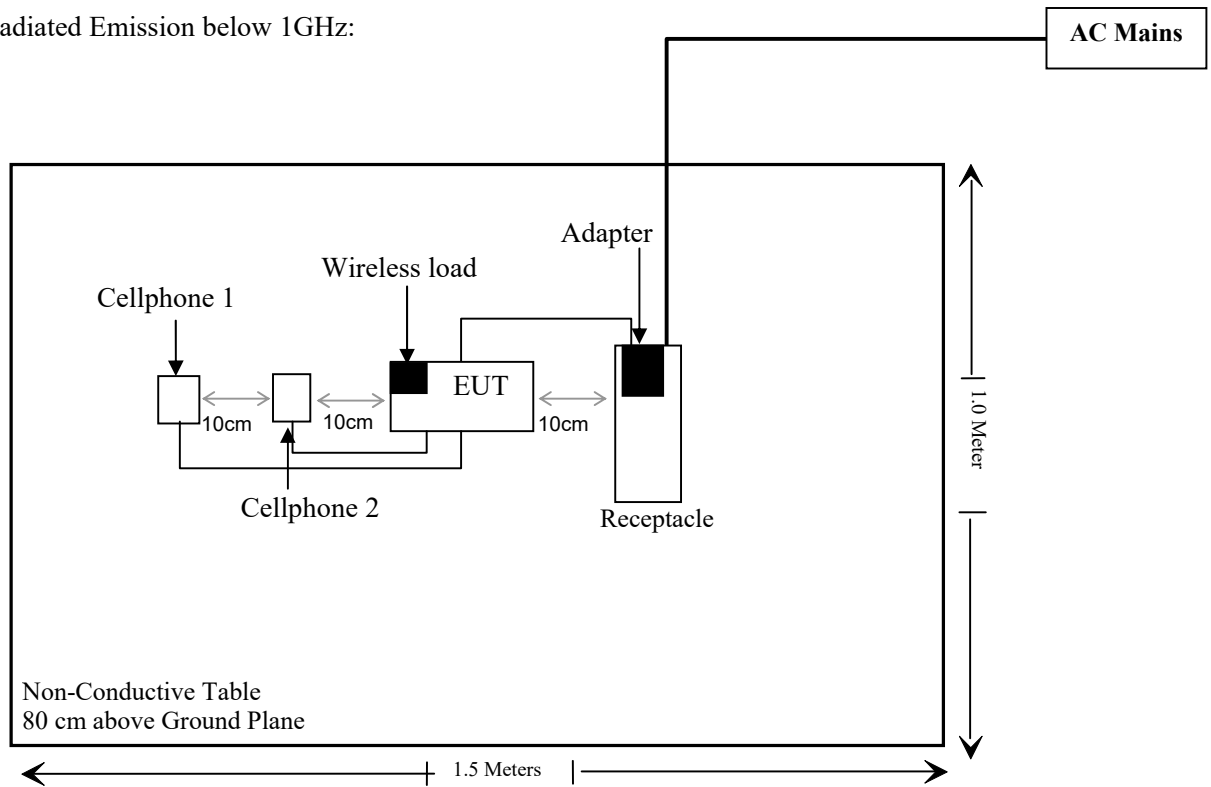 adiated Emission below 1GHz:
AC Mains
Adapter
Wireless load
Cellphone 1
EUT
10cm
10cm
10cm
1.0 Meter
Cellphone 2
Receptacle
Non-Conductive Table
80 cm above Ground Plane
1.5 Meters